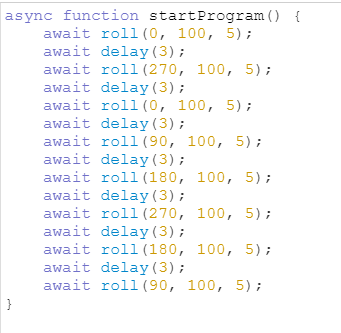 async function startProgram() {
    await roll(0, 100, 5);
    await delay(3);
    await roll(270, 100, 5);
    await delay(3);
    await roll(0, 100, 5);
    await delay(3);
    await roll(90, 100, 5);
    await delay(3);
    await roll(180, 100, 5);
    await delay(3);
    await roll(270, 100, 5);
    await delay(3);
    await roll(180, 100, 5);
    await delay(3);
    await roll(90, 100, 5);
}